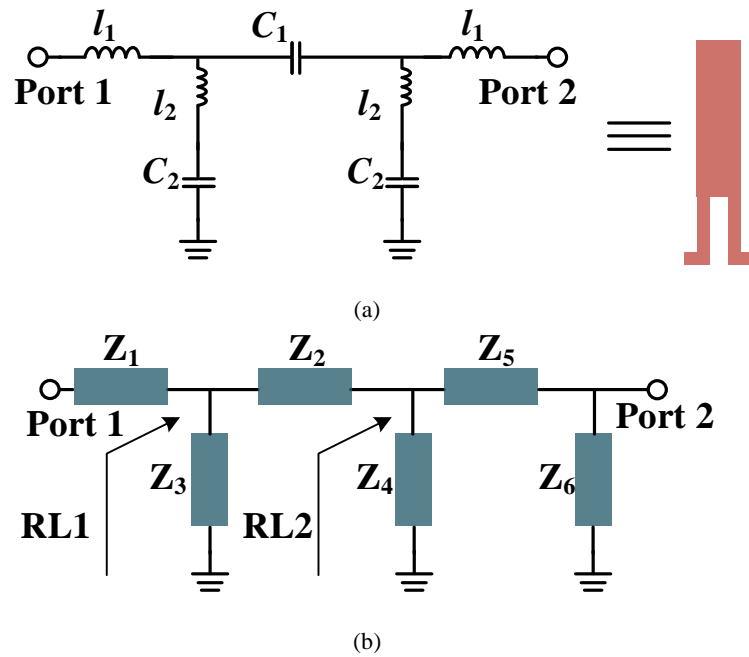 l₁ C₁ l₁
Port 1 l₂ l₂ Port 2
C₂ C₂
(a)
Z₁ Z₂ Z₅
Port 1 Port 2
Z₃ Z₄ Z₆
RL1 RL2
(b)